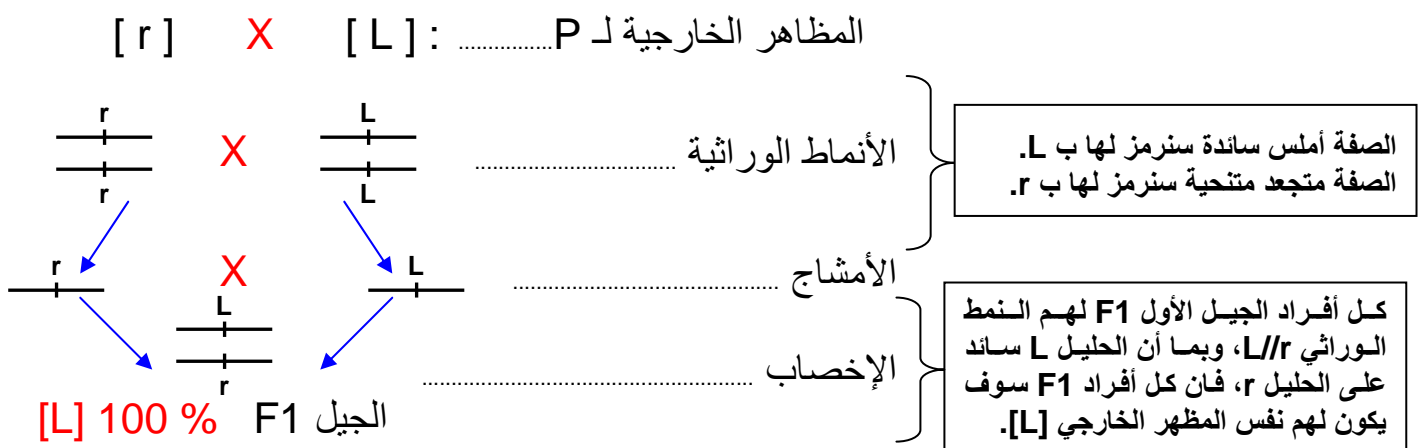 المظاهر الخارجية لـ P............... : [ L ] X [ r ]
r L
الأنماط الوراثية ................................ X
r L
الصفة أملس سائدة سنرمز لها ب L.
الصفة متجعد متنحية سنرمز لها ب r.
r L
الأمشاج ..................................... X
L
الإخصاب ..............................................
r
الجيل F1 % 100 [L]
كل أفراد الجيل الأول F1 لهم النمط
الوراثي L//r، وبما أن الحليل L سائد
على الحليل r، فان كل أفراد F1 سوف
يكون لهم نفس المظهر الخارجي [L].